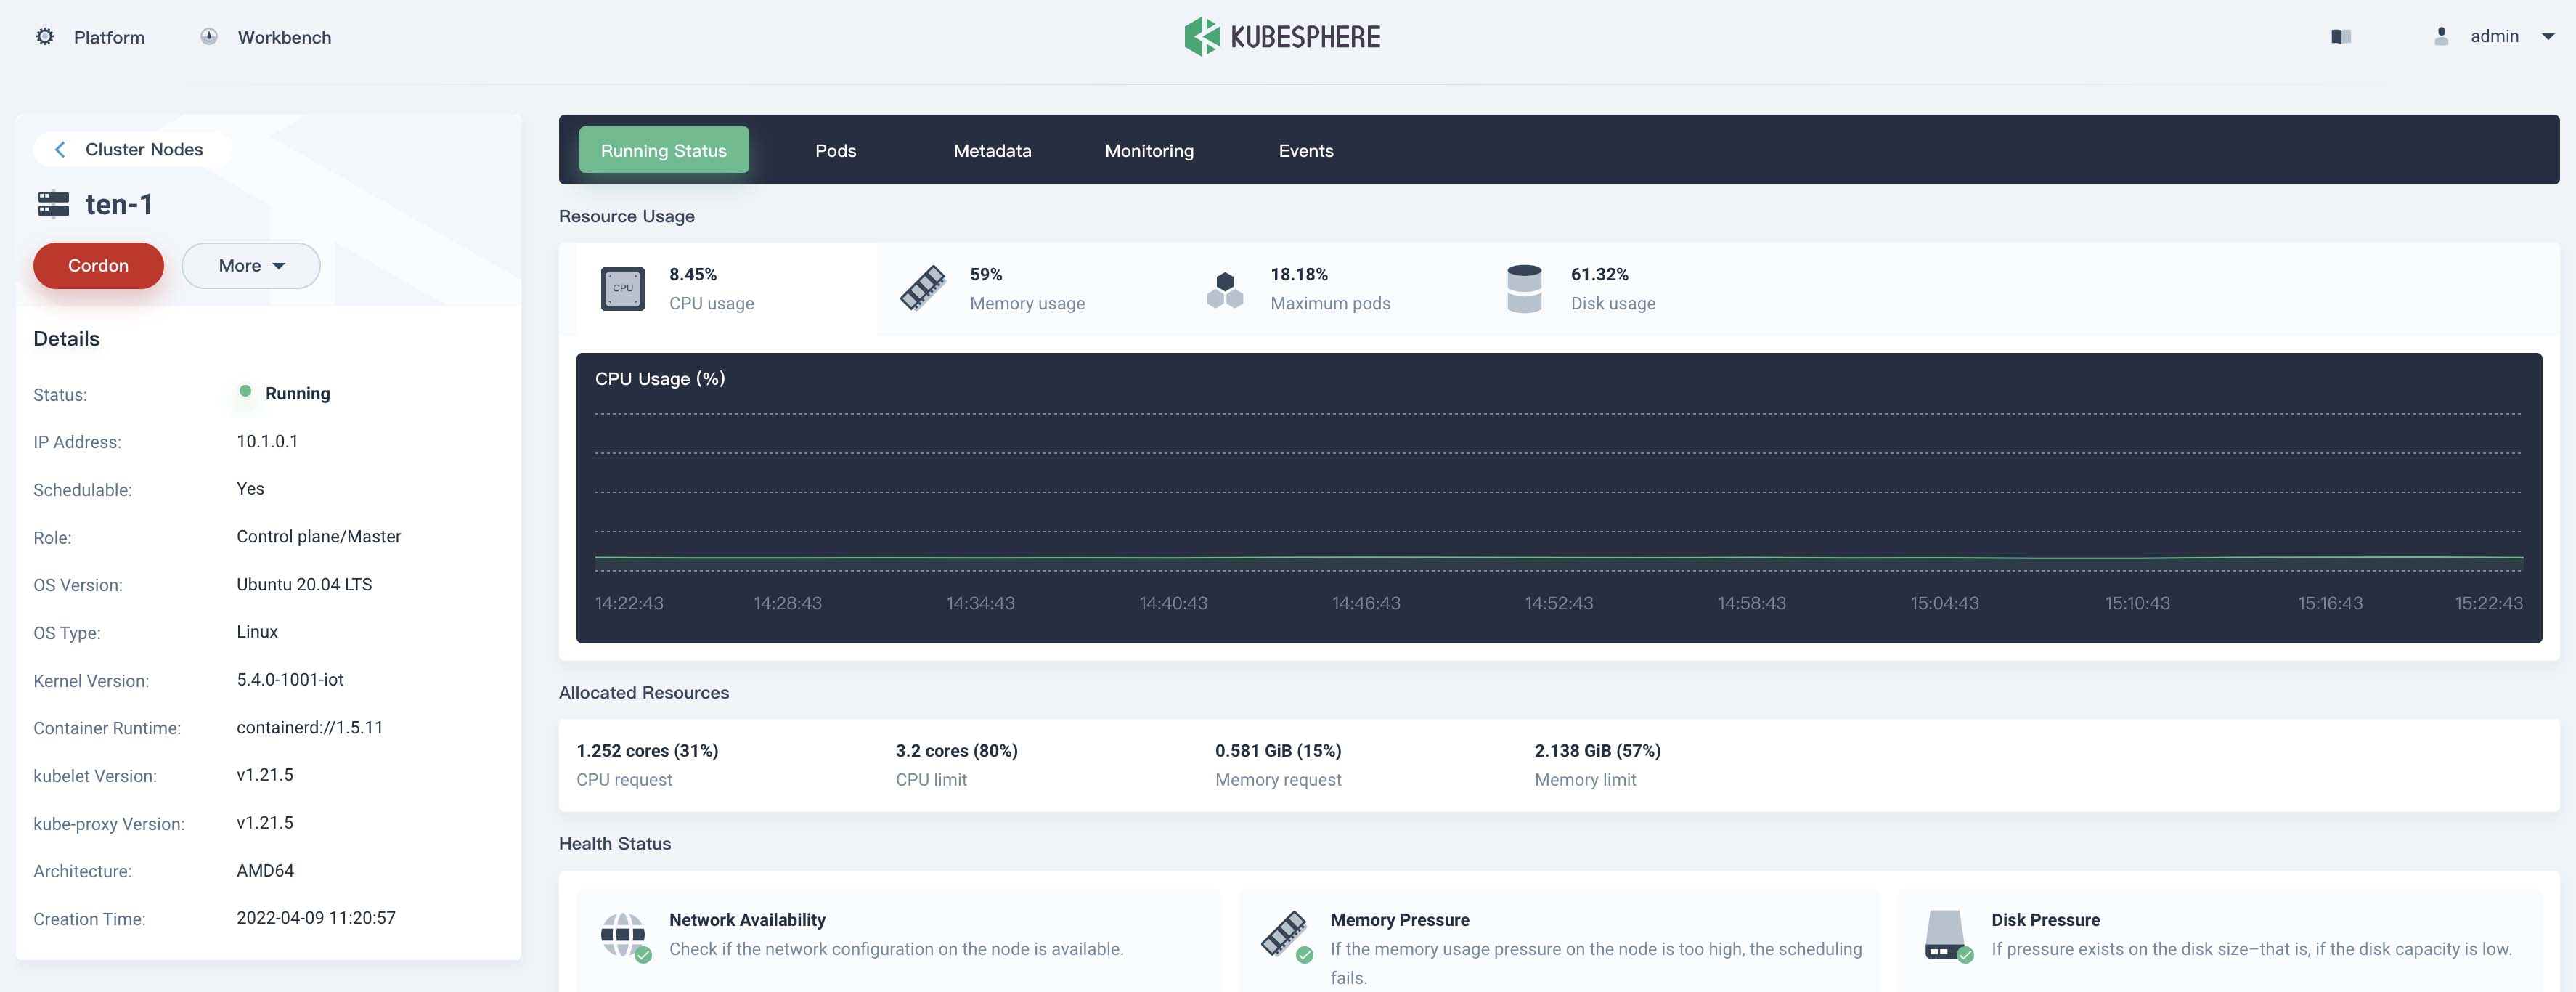 Platform
Workbench
KUBESPHERE
admin
Cluster Nodes
ten-1
Cordon
More
Details
Status: Running
IP Address: 10.1.0.1
Schedulable: Yes
Role: Control plane/Master
OS Version: Ubuntu 20.04 LTS
OS Type: Linux
Kernel Version: 5.4.0-1001-iot
Container Runtime: containerd://1.5.11
kubelet Version: v1.21.5
kube-proxy Version: v1.21.5
Architecture: AMD64
Creation Time: 2022-04-09 11:20:57
Running Status Pods Metadata Monitoring Events
Resource Usage
CPU
8.45%
CPU usage
59%
Memory usage
18.18%
Maximum pods
61.32%
Disk usage
CPU Usage (%)
14:22:43 14:28:43 14:34:43 14:40:43 14:46:43 14:52:43 14:58:43 15:04:43 15:10:43 15:16:43 15:22:43
Allocated Resources
1.252 cores (31%)
CPU request
3.2 cores (80%)
CPU limit
0.581 GiB (15%)
Memory request
2.138 GiB (57%)
Memory limit
Health Status
Network Availability
Check if the network configuration on the node is available.
Memory Pressure
If the memory usage pressure on the node is too high, the scheduling
fails.
Disk Pressure
If pressure exists on the disk size–that is, if the disk capacity is low.